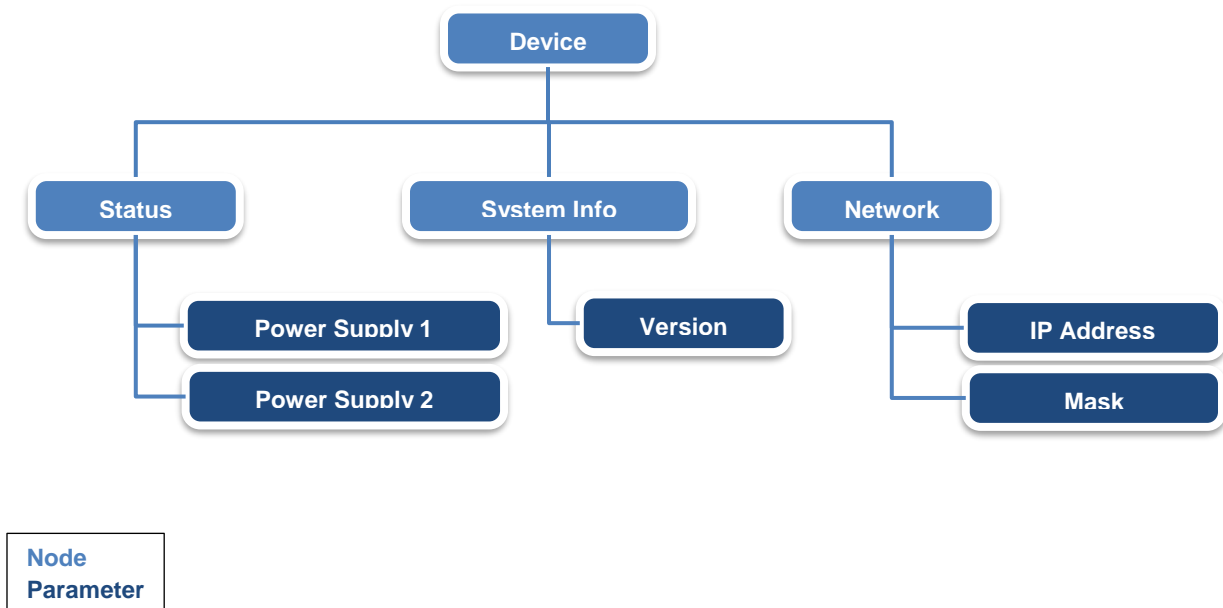 Device
Status
System Info
Network
Power Supply 1
Version
IP Address
Power Supply 2
Mask
Node
Parameter